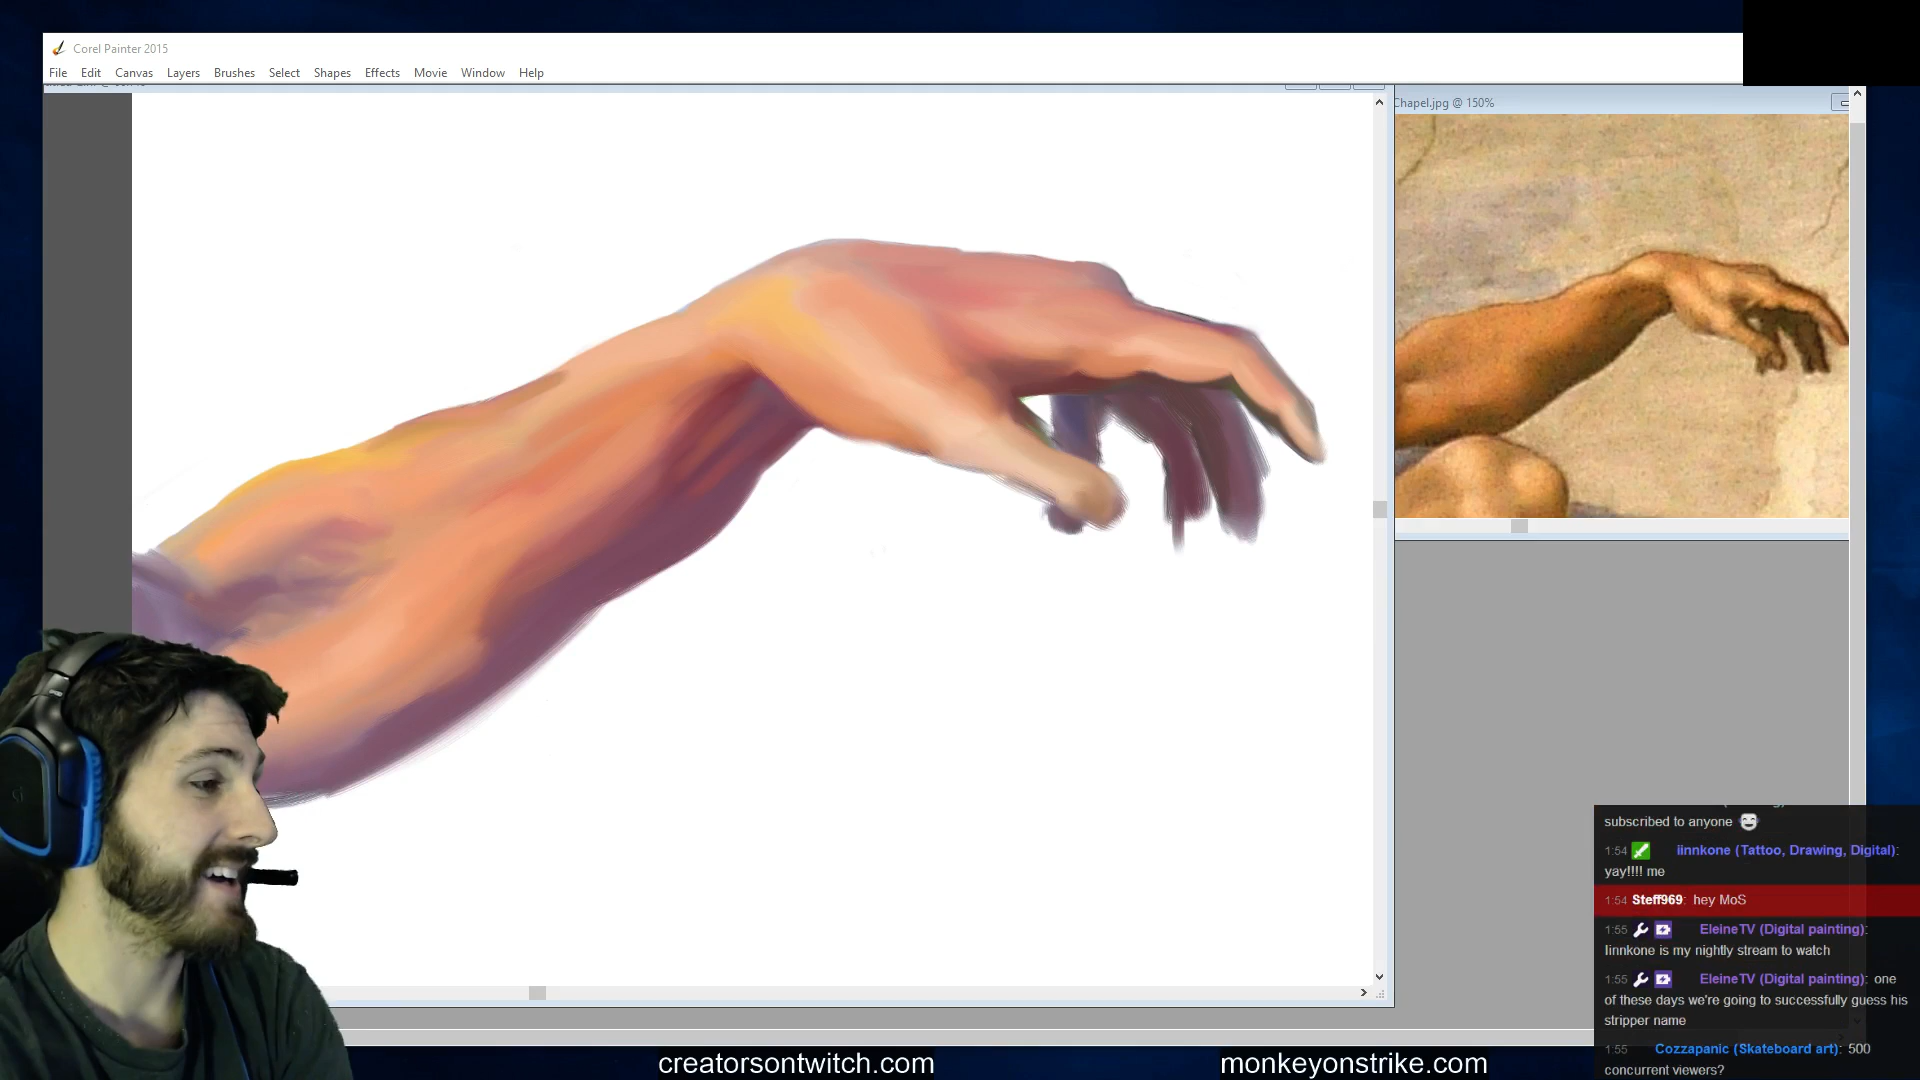 Corel Painter 2015
File Edit Canvas Layers Brushes Select Shapes Effects Movie Window Help
Chapel.jpg @ 150%
subscribed to anyone
1:54 iinnkone (Tattoo, Drawing, Digital):
yay!!!! me
1:54 Steff969: hey MoS
1:55 EleineTV (Digital painting):
Iinnkone is my nightly stream to watch
1:55 EleineTV (Digital painting): one
of these days we're going to successfully guess his
stripper name
1:55 Cozzapanic (Skateboard art): 500
concurrent viewers?
creatorsontwitch.com
monkeyonstrike.com